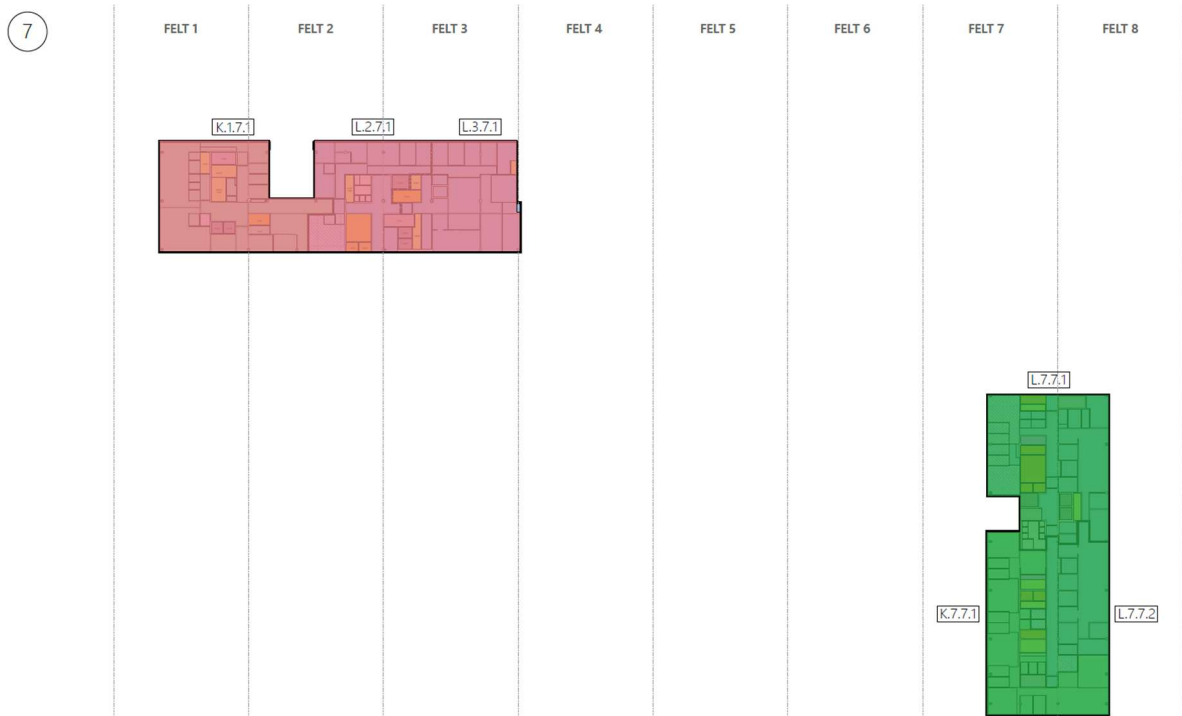 7
FELT 1
FELT 2
FELT 3
FELT 4
FELT 5
FELT 6
FELT 7
FELT 8
K.1.7.1
L.2.7.1
L.3.7.1
L.7.7.1
K.7.7.1
L.7.7.2